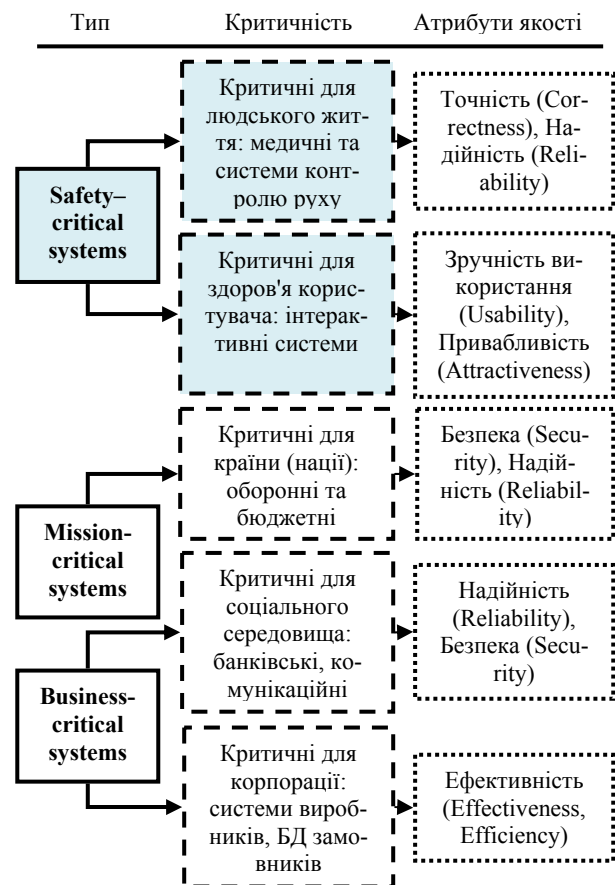 Тип
Критичність
Атрибути якості
Safety–
critical
systems
Критичні для
людського жит-
тя: медичні та
системи конт-
ролю руху
Точність (Cor-
rectness), На-
дійність (Reli-
ability)
Критичні для
здоров'я корис-
тувача: інтерак-
тивні системи
Зручність ви-
користання
(Usability),
Привабливість
(Attractiveness)
Mission-
critical
systems
Критичні для
країни (нації):
оборонні та
бюджетні
Безпека (Secu-
rity), Надій-
ність (Reliabil-
ity)
Критичні для
соціального
середовища:
банківські, ко-
мунікаційні
Надійність
(Reliability),
Безпека (Secu-
rity)
Business-
critical
systems
Критичні для
корпорації:
системи вироб-
ників, БД замо-
вників
Ефективність
(Effectiveness,
Efficiency)